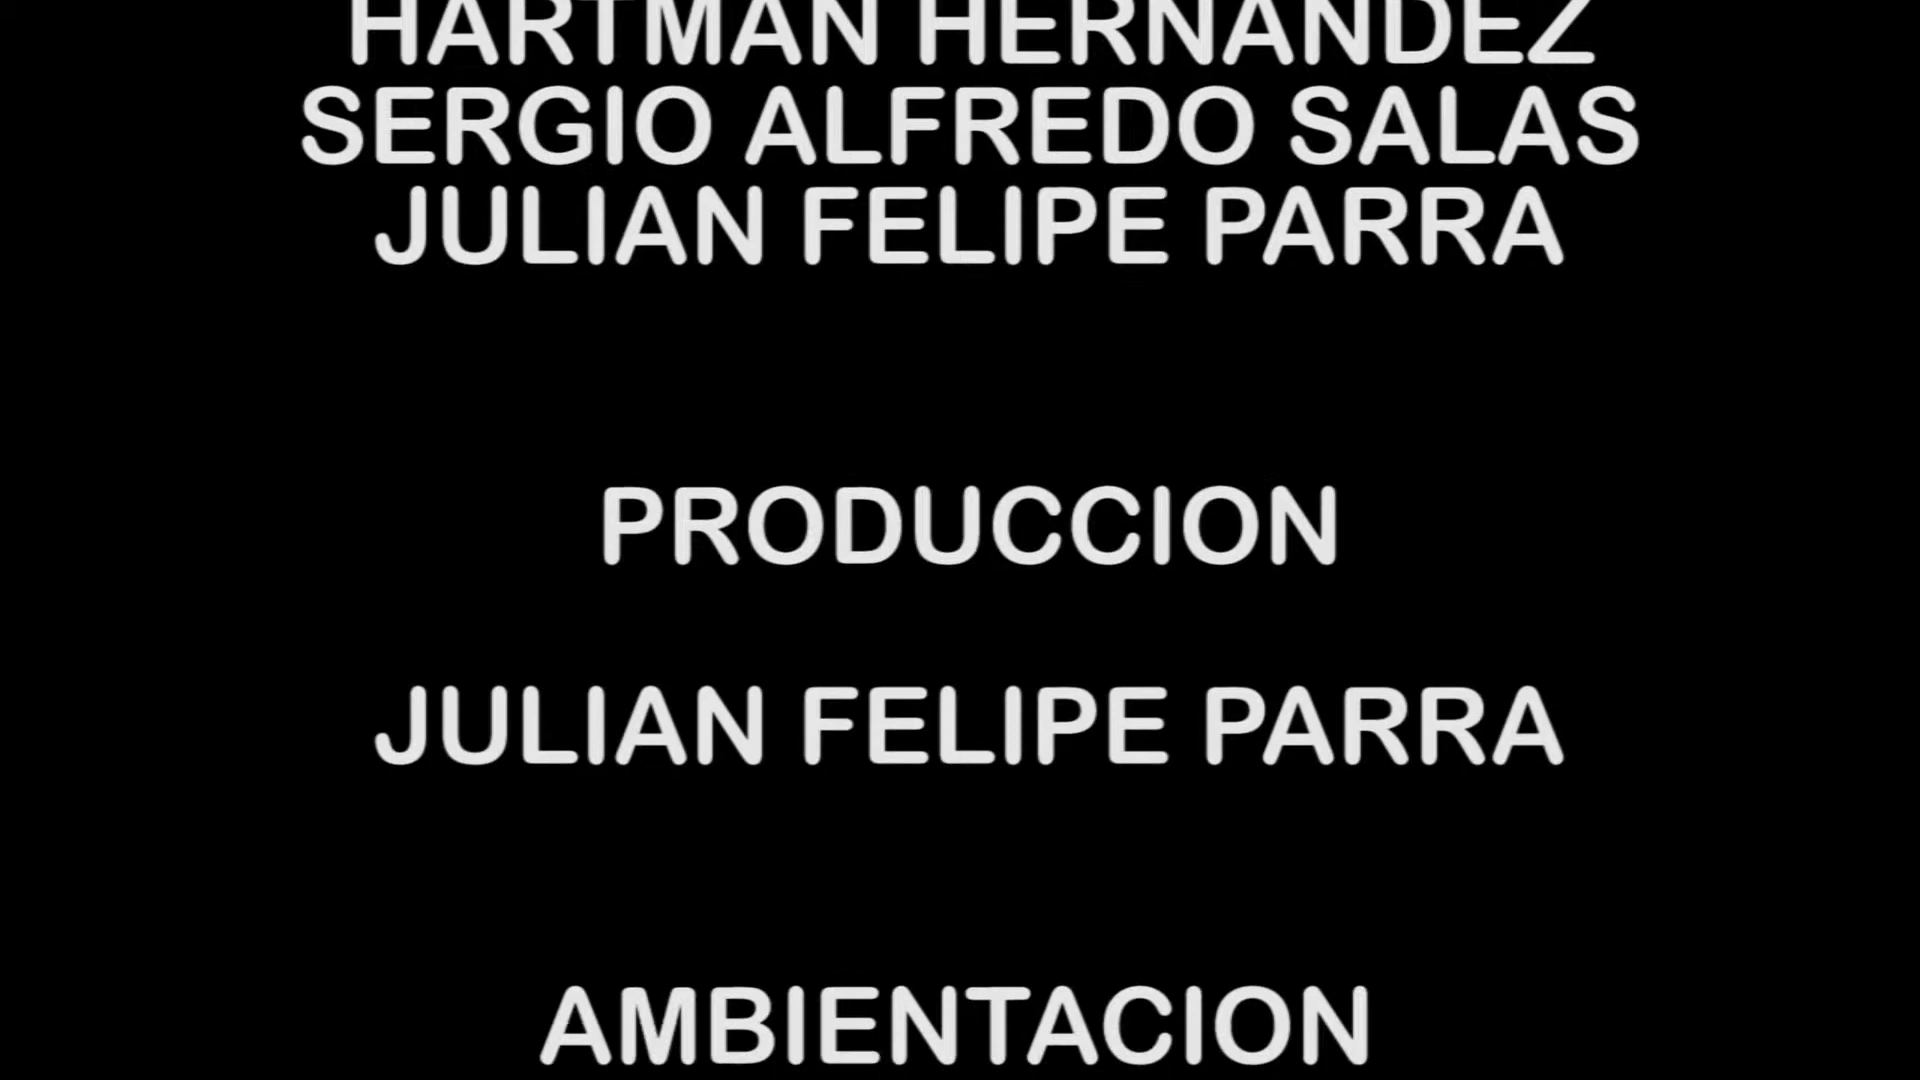 HARTMAN HERNANDEZ
SERGIO ALFREDO SALAS
JULIAN FELIPE PARRA
PRODUCCION
JULIAN FELIPE PARRA
AMBIENTACION